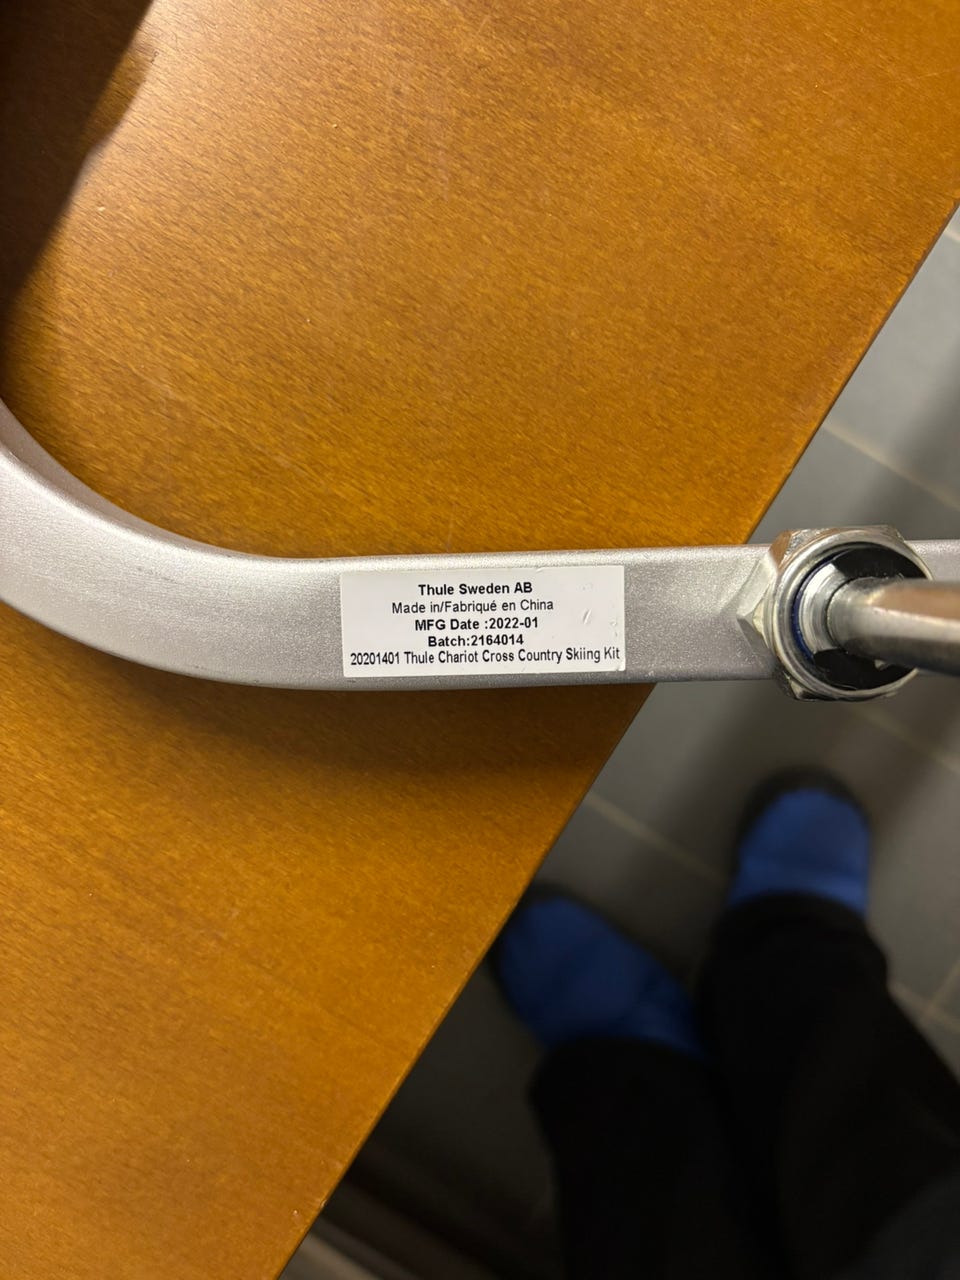 Thule Sweden AB
Made in/Fabriqué en China
MFG Date :2022-01
Batch:2164014
20201401 Thule Chariot Cross Country Skiing Kit